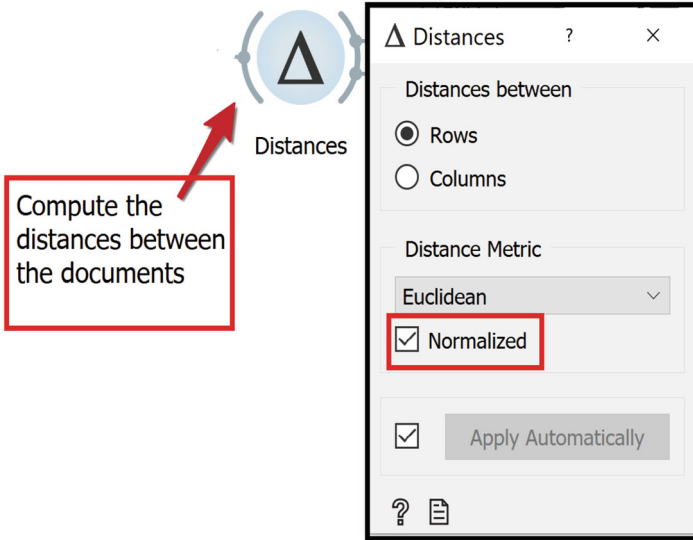 Δ
Distances
Compute the
distances between
the documents
Δ Distances ? ×
Distances between
Rows
Columns
Distance Metric
Euclidean
Normalized
Apply Automatically
?